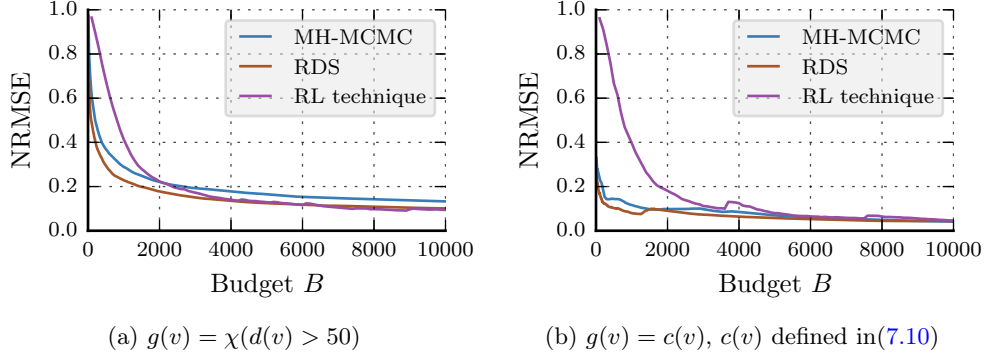 1.0
0.8
0.6
0.4
0.2
0.0
NRMSE
MH-MCMC
RDS
RL technique
0 2000 4000 6000 8000 10000
Budget B
(a) g(v) = χ(d(v) > 50)
1.0
0.8
0.6
0.4
0.2
0.0
NRMSE
MH-MCMC
RDS
RL technique
0 2000 4000 6000 8000 10000
Budget B
(b) g(v) = c(v), c(v) defined in(7.10)